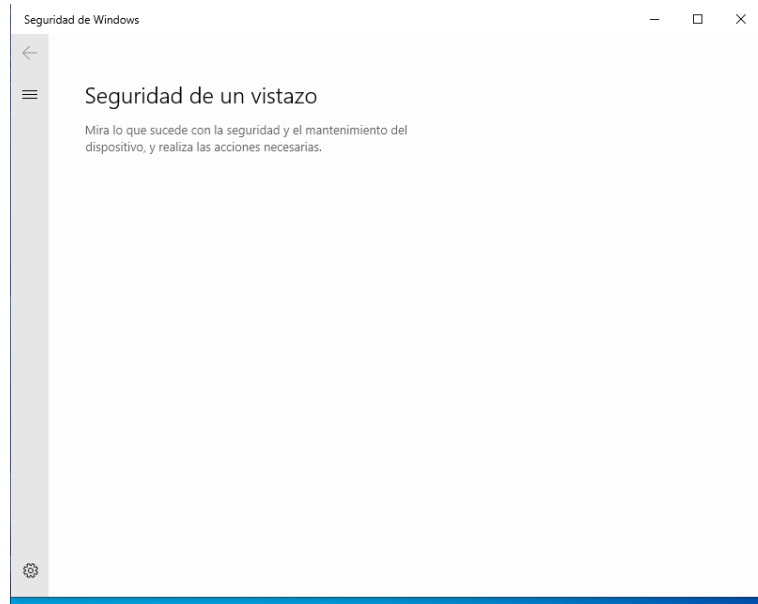 Seguridad de Windows
Seguridad de un vistazo
Mira lo que sucede con la seguridad y el mantenimiento del
dispositivo, y realiza las acciones necesarias.